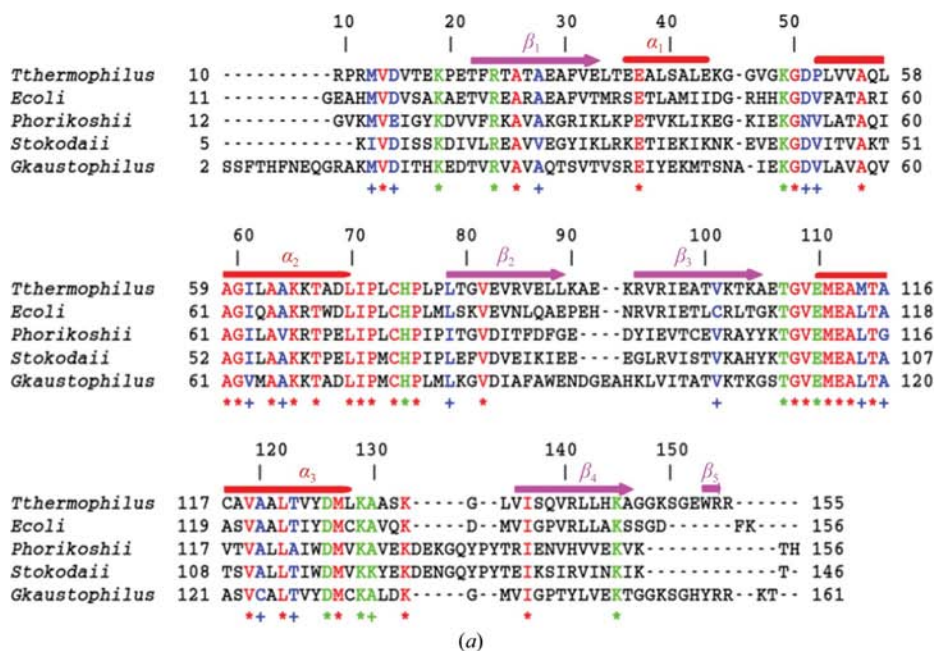 10 20 30 40 50
β1 α1
Tthermophilus 10 ----------RPRMVDVTEKPETFRTATAEAFVELTEEALSALEKG-GVGKGDPLVVAQL 58
Ecoli 11 ---------GEAHMVDVSAKAETVREARAEAFVTMRSETLAMIIDG-RHHKGDVFATARI 60
Phorikoshii 12 ----------GVKMVEIGYKDVVFRKAVAKGRIKLKPETVKLIKEG-KIEKGNVLATAQI 60
Stokodaii 5 ------------KIVDISSKDIVLREAVVEGYIKLRKETIEKIKNK-EVEKGDVITVAKT 51
Gkaustophilus 2 SSFTHFNEQGRAKMVDITHKEDTVRVAVAQTSVTVSREIYEKMTSNA-IEKGDVLAVAQV 60
+*+ * * * + * **++ *
60 70 80 90 100 110
α2 β2 β3
Tthermophilus 59 AGILAAKKTADLIPLCHPLPLTGVEVRVELLKAE---KRVRIEATVKTKAETGVEMEAMTA 116
Ecoli 61 AGIQAAKRTWDLIPLCHPLMLSKVEVNLQAEPEH---NRVRIETLCRLTGKTGVEMEALTA 118
Phorikoshii 61 AGILAVKRTPELIPLCHPIPITGVDITFDFGE-----DYIEVTCEVRAYYKTGVEMEALTG 116
Stokodaii 52 AGILAAKRTPELIPMCHPIPLEFVDVEIKIEE-----EGLRVISTVKAHYKTGVEMEALTA 107
Gkaustophilus 61 AGVMAAKKTADLIPMCHPLMLKGVDIAFAWENDGEAHKLVITATVKTKGSTGVEMEALTA 120
**+ *+* * *** *** + * + *******+*+
120 130 140 150
α3 β4 β5
Tthermophilus 117 CAVAALTVYDMLKAASK-----G--LVISQVRLLHKAGGKSGEWRR----- 155
Ecoli 119 ASVAALTIYDMCKAVQK-----D--MVIGPVRLLAKSSGD-----FK---- 156
Phorikoshii 117 VTVALLAIWDMVKAVEKDEKGQYPYTRIENVHVVEKVK-----------TH 156
Stokodaii 108 TSVALLTIWDMVKKYEKDENGQYPYTEIKSIRVINKIK-----------T- 146
Gkaustophilus 121 ASVCALTVYDMCKALDK-----G--MVIGPTYLVEKTGGKSGHYRR--KT- 161
*+ *+ ** *+ * * *
(a)